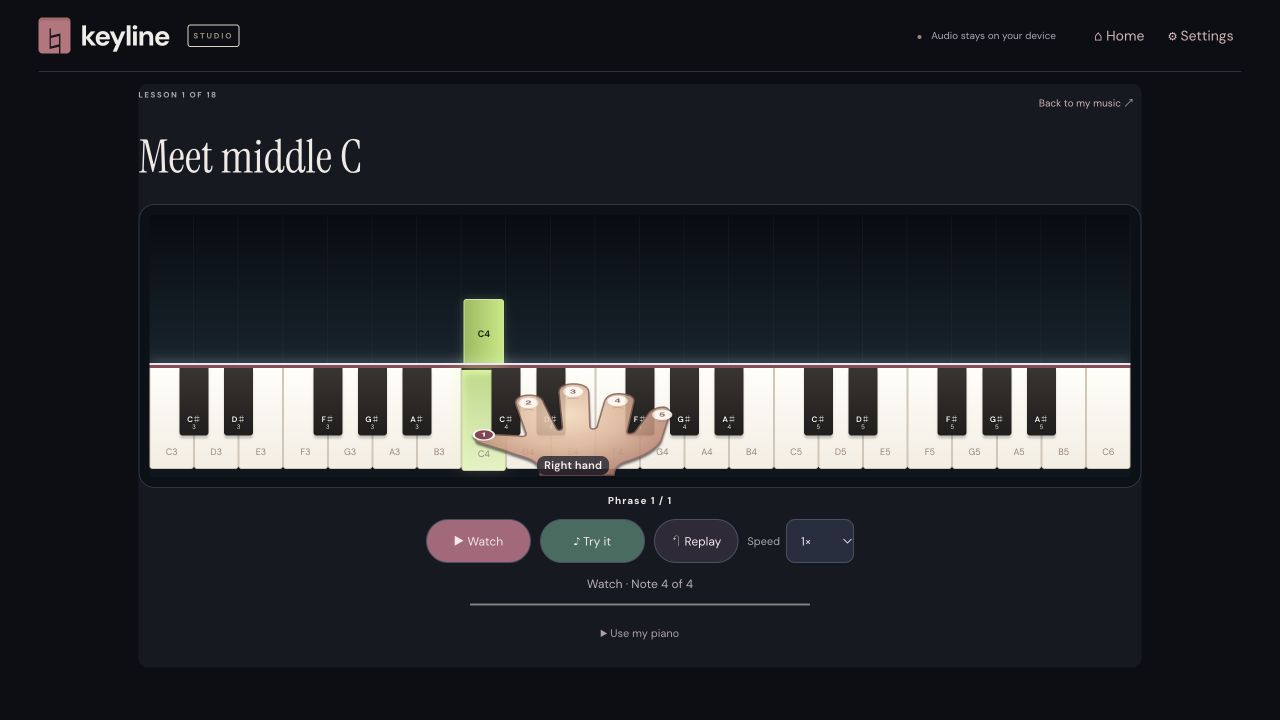 keyline
STUDIO
Audio stays on your device
⌂ Home
⚙ Settings
LESSON 1 OF 18
Back to my music ↗
Meet middle C
C4
C♯ 3
D♯ 3
F♯ 3
G♯ 3
A♯ 3
C♯ 4
D♯
F♯
G♯ 4
A♯ 4
C♯ 5
D♯ 5
F♯ 5
G♯ 5
A♯ 5
1
2
3
4
5
C3
D3
E3
F3
G3
A3
B3
C4
G4
A4
B4
C5
D5
E5
F5
G5
A5
B5
C6
Right hand
Phrase 1 / 1
▶ Watch
♪ Try it
Replay
Speed
1×
Watch · Note 4 of 4
▶ Use my piano